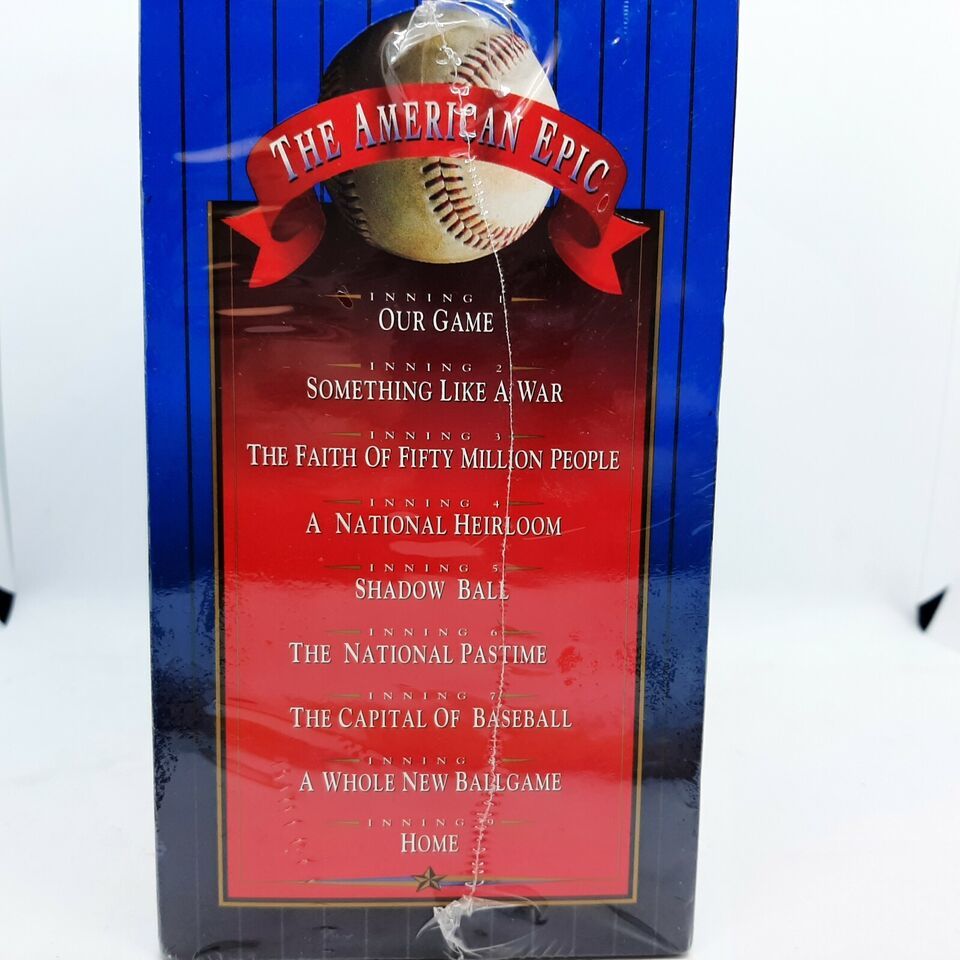 THE AMERICAN EPIC
INNING 1
OUR GAME
INNING 2
SOMETHING LIKE A WAR
INNING 3
THE FAITH OF FIFTY MILLION PEOPLE
INNING 4
A NATIONAL HEIRLOOM
INNING 5
SHADOW BALL
INNING 6
THE NATIONAL PASTIME
INNING 7
THE CAPITAL OF BASEBALL
INNING 8
A WHOLE NEW BALLGAME
INNING 9
HOME